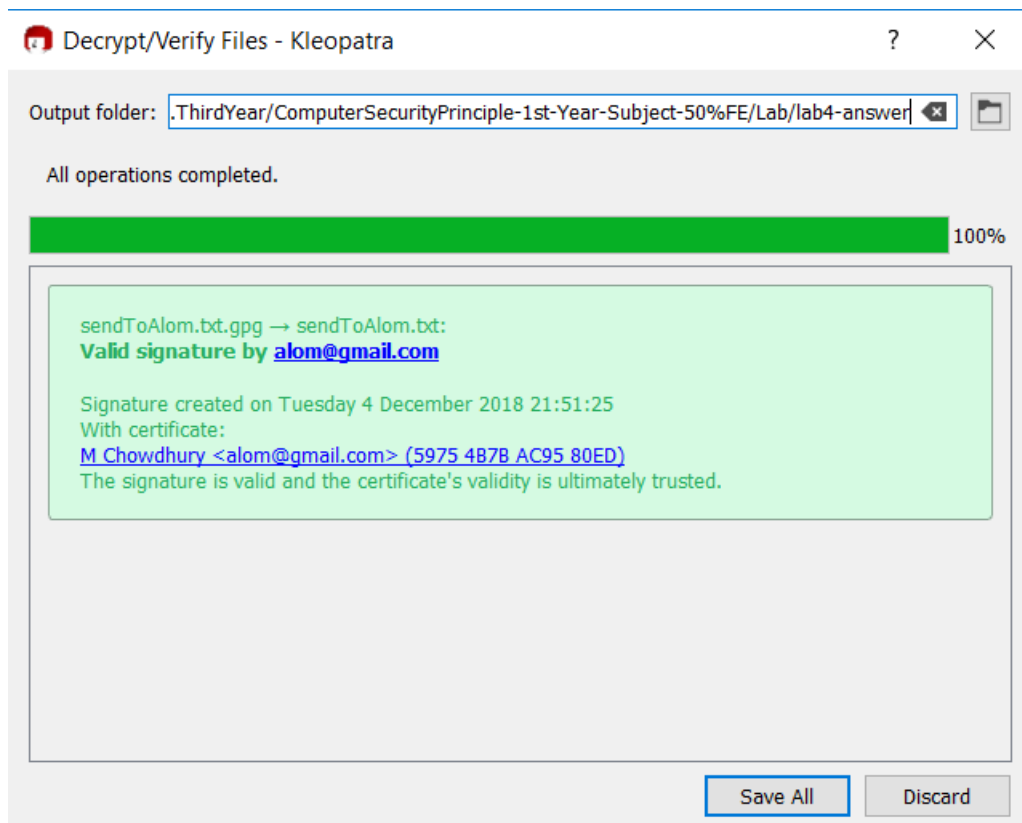 Decrypt/Verify Files - Kleopatra ? ×
Output folder: .ThirdYear/ComputerSecurityPrinciple-1st-Year-Subject-50%FE/Lab/lab4-answer
All operations completed.
100%
sendToAlom.txt.gpg → sendToAlom.txt:
Valid signature by alom@gmail.com
Signature created on Tuesday 4 December 2018 21:51:25
With certificate:
M Chowdhury <alom@gmail.com> (5975 4B7B AC95 80ED)
The signature is valid and the certificate's validity is ultimately trusted.
Save All Discard